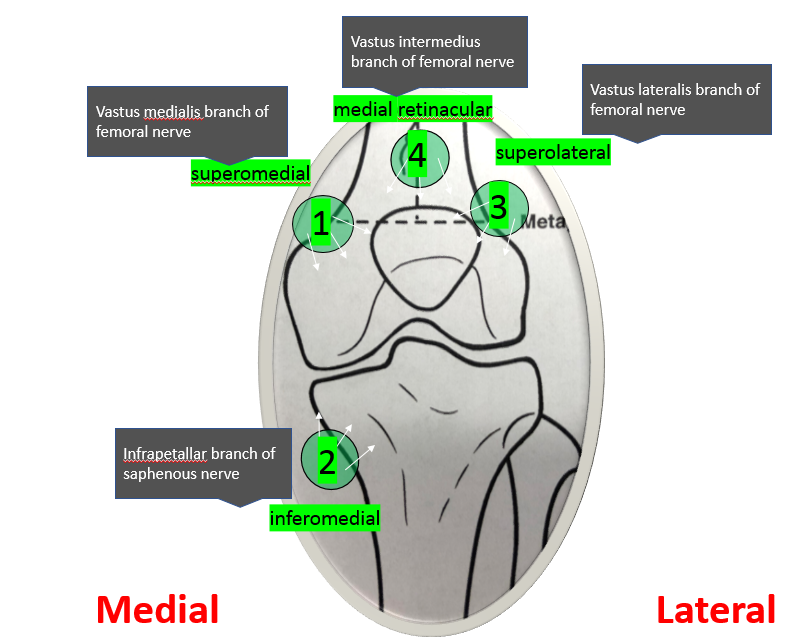 Vastus intermedius
branch of femoral nerve
Vastus lateralis branch of
femoral nerve
Vastus medialis branch of
femoral nerve
medial retinacular
4
superolateral
superomedial
1
3
Meta
Infrapetallar branch of
saphenous nerve
2
inferomedial
Medial
Lateral